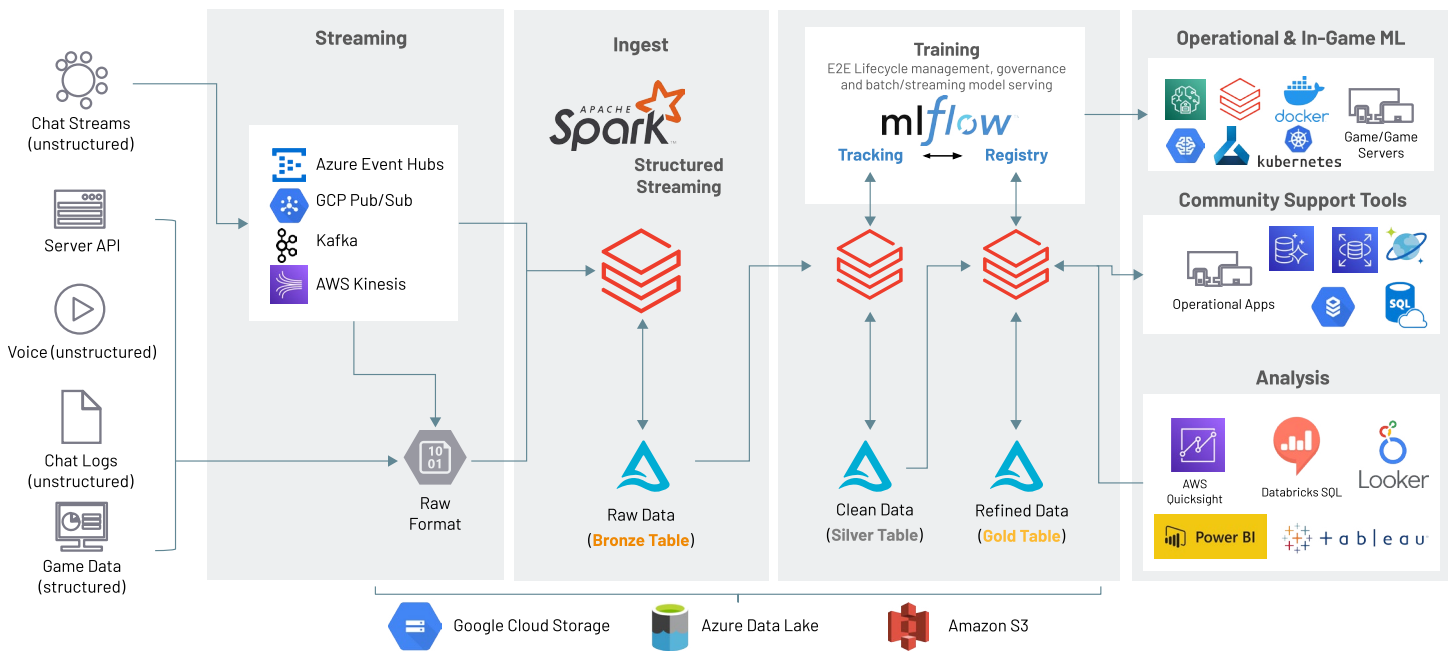 Chat Streams
(unstructured)
Server API
Voice (unstructured)
Chat Logs
(unstructured)
Game Data
(structured)
Streaming
Azure Event Hubs
GCP Pub/Sub
Kafka
AWS Kinesis
10
01
Raw
Format
Ingest
APACHE
Spark™
Structured
Streaming
Raw Data
(Bronze Table)
Training
E2E Lifecycle management, governance
and batch/streaming model serving
mlflow
Tracking
Registry
Clean Data
(Silver Table)
Refined Data
(Gold Table)
Operational & In-Game ML
docker
kubernetes
Game/Game
Servers
Community Support Tools
Operational Apps
SQL
Analysis
AWS
Quicksight
Databricks SQL
Looker
Power BI
+ableau
Google Cloud Storage
Azure Data Lake
Amazon S3